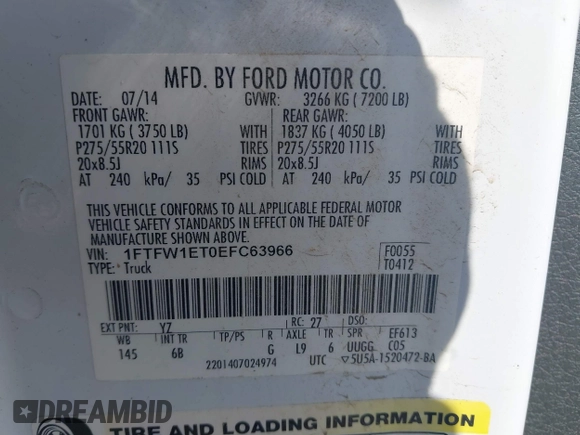 MFD. BY FORD MOTOR CO.
DATE: 07/14 GVWR: 3266 KG ( 7200 LB)
FRONT GAWR: REAR GAWR:
1701 KG ( 3750 LB) WITH 1837 KG ( 4050 LB) WITH
P275/55R20 111S TIRES P275/55R20 111S TIRES
20x8.5J RIMS 20x8.5J RIMS
AT 240 kPa/ 35 PSI COLD AT 240 kPa/ 35 PSI COLD
THIS VEHICLE CONFORMS TO ALL APPLICABLE FEDERAL MOTOR
VEHICLE SAFETY STANDARDS IN EFFECT ON THE DATE OF
MANUFACTURE SHOWN ABOVE.
VIN: 1FTFW1ET0EFC63966 F0055
TYPE: Truck T0412
EXT PNT: YZ RC: 27 DSO:
WB INT TR TP/PS R AXLE TR SPR EF613
145 6B G L9 6 UUGG C05
2201407024974 UTC 5U5A-1520472-BA
TIRE AND LOADING INFORMATION
DREAMBID